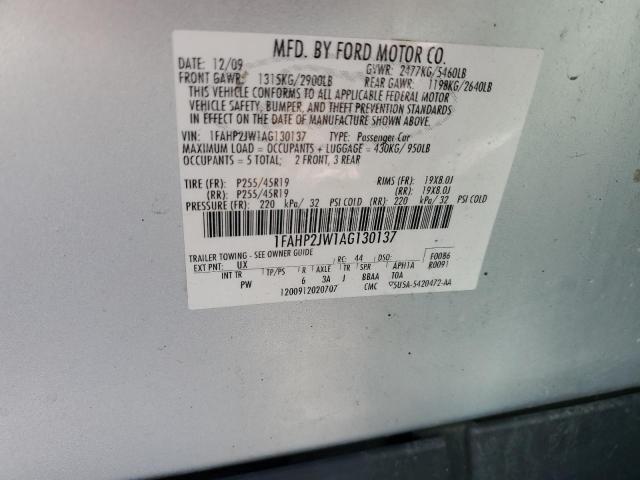 MFD. BY FORD MOTOR CO.
DATE: 12/09 GVWR: 2477KG/5460LB
FRONT GAWR: 1315KG/2900LB REAR GAWR: 1198KG/2640LB
THIS VEHICLE CONFORMS TO ALL APPLICABLE FEDERAL MOTOR
VEHICLE SAFETY, BUMPER, AND THEFT PREVENTION STANDARDS
IN EFFECT ON THE DATE OF MANUFACTURE SHOWN ABOVE.
VIN: 1FAHP2JW1AG130137 TYPE: Passenger Car
MAXIMUM LOAD = OCCUPANTS + LUGGAGE = 430KG/ 950LB
OCCUPANTS = 5 TOTAL; 2 FRONT, 3 REAR
TIRE (FR): P255/45R19 RIMS (FR): 19X8.0J
(RR): P255/45R19 (RR): 19X8.0J
PRESSURE (FR): 220 kPa/ 32 PSI COLD (RR): 220 kPa/ 32 PSI COLD
1FAHP2JW1AG130137
TRAILER TOWING - SEE OWNER GUIDE
EXT PNT: UX RC: 44 DSO: F0086
INT TR TP/PS R AXLE TR SPR APH1A R0091
PW 6 3A J BBAA TOA
1200912020707 CMC 5USA-5420472-AA